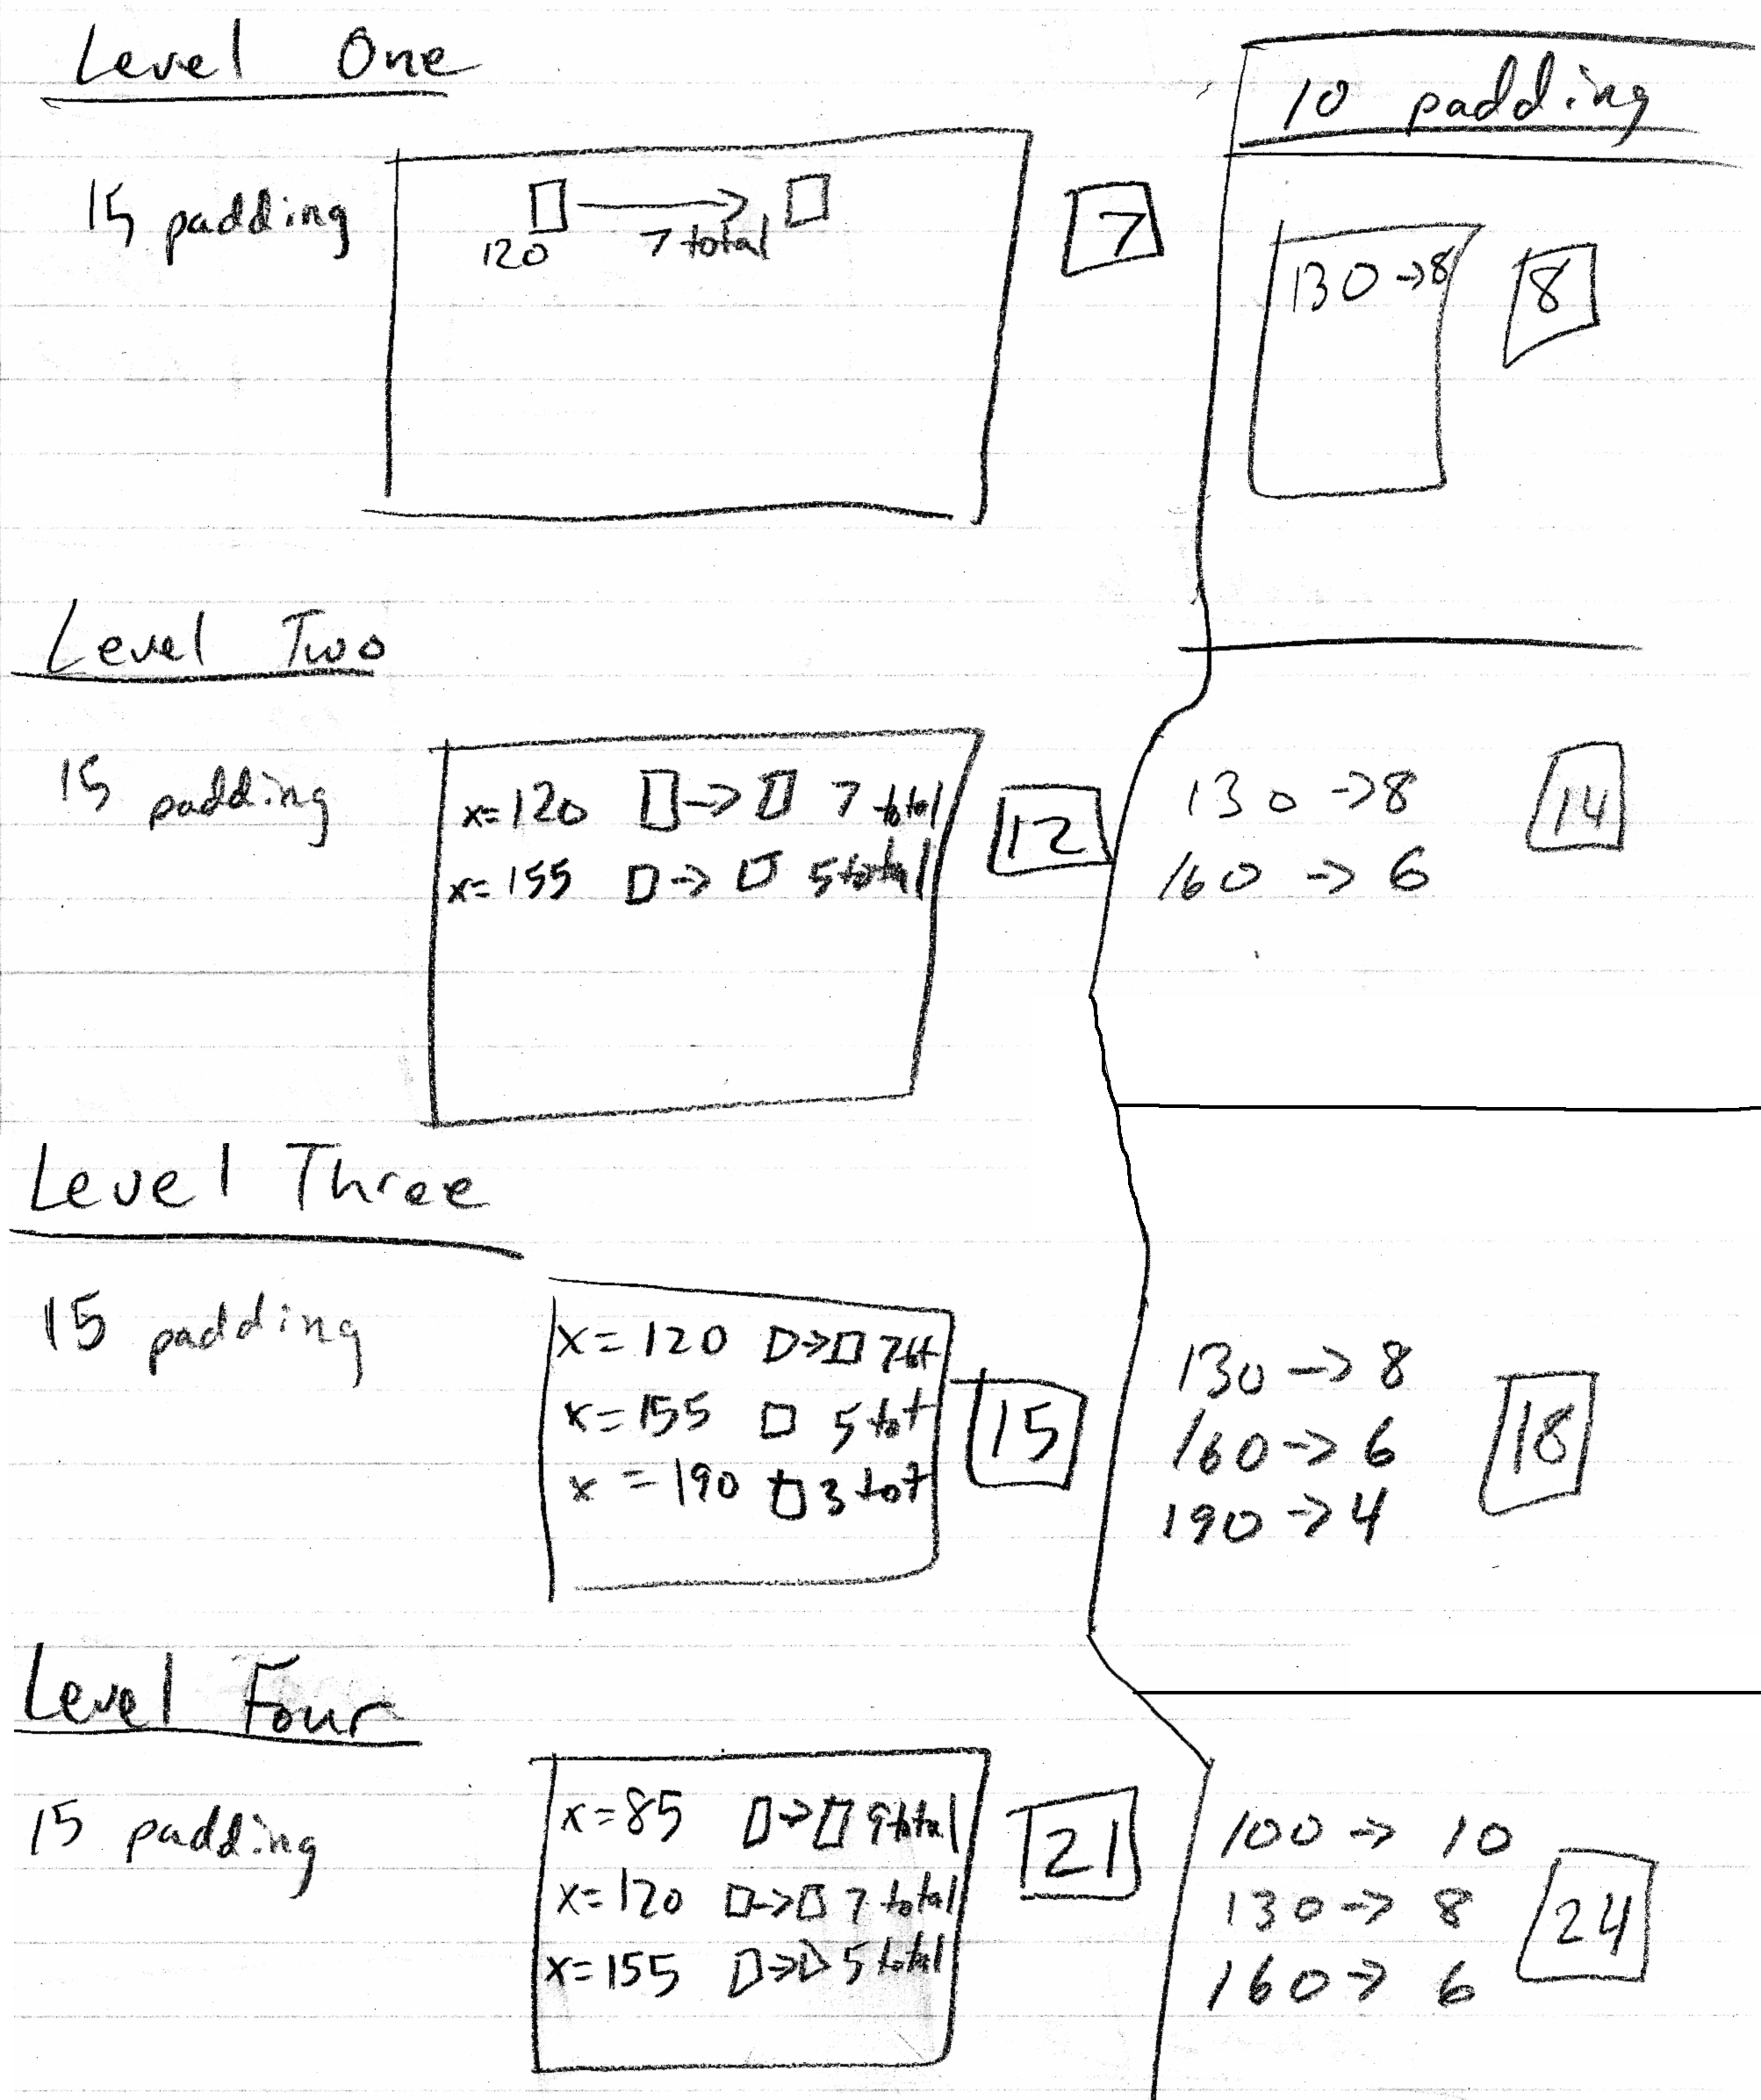 Level One
15 padding
120
7 total
7
10 padding
130 → 8
8
Level Two
15 padding
x = 120 → 7 total
x = 155 → 5 total
12
130 → 8
160 → 6
14
Level Three
15 padding
x = 120 → 7 tot
x = 155 5 tot
x = 190 3 tot
15
130 → 8
160 → 6
190 → 4
18
Level Four
15 padding
x = 85 → 9 total
x = 120 → 7 total
x = 155 → 5 total
21
100 → 10
130 → 8
160 → 6
24